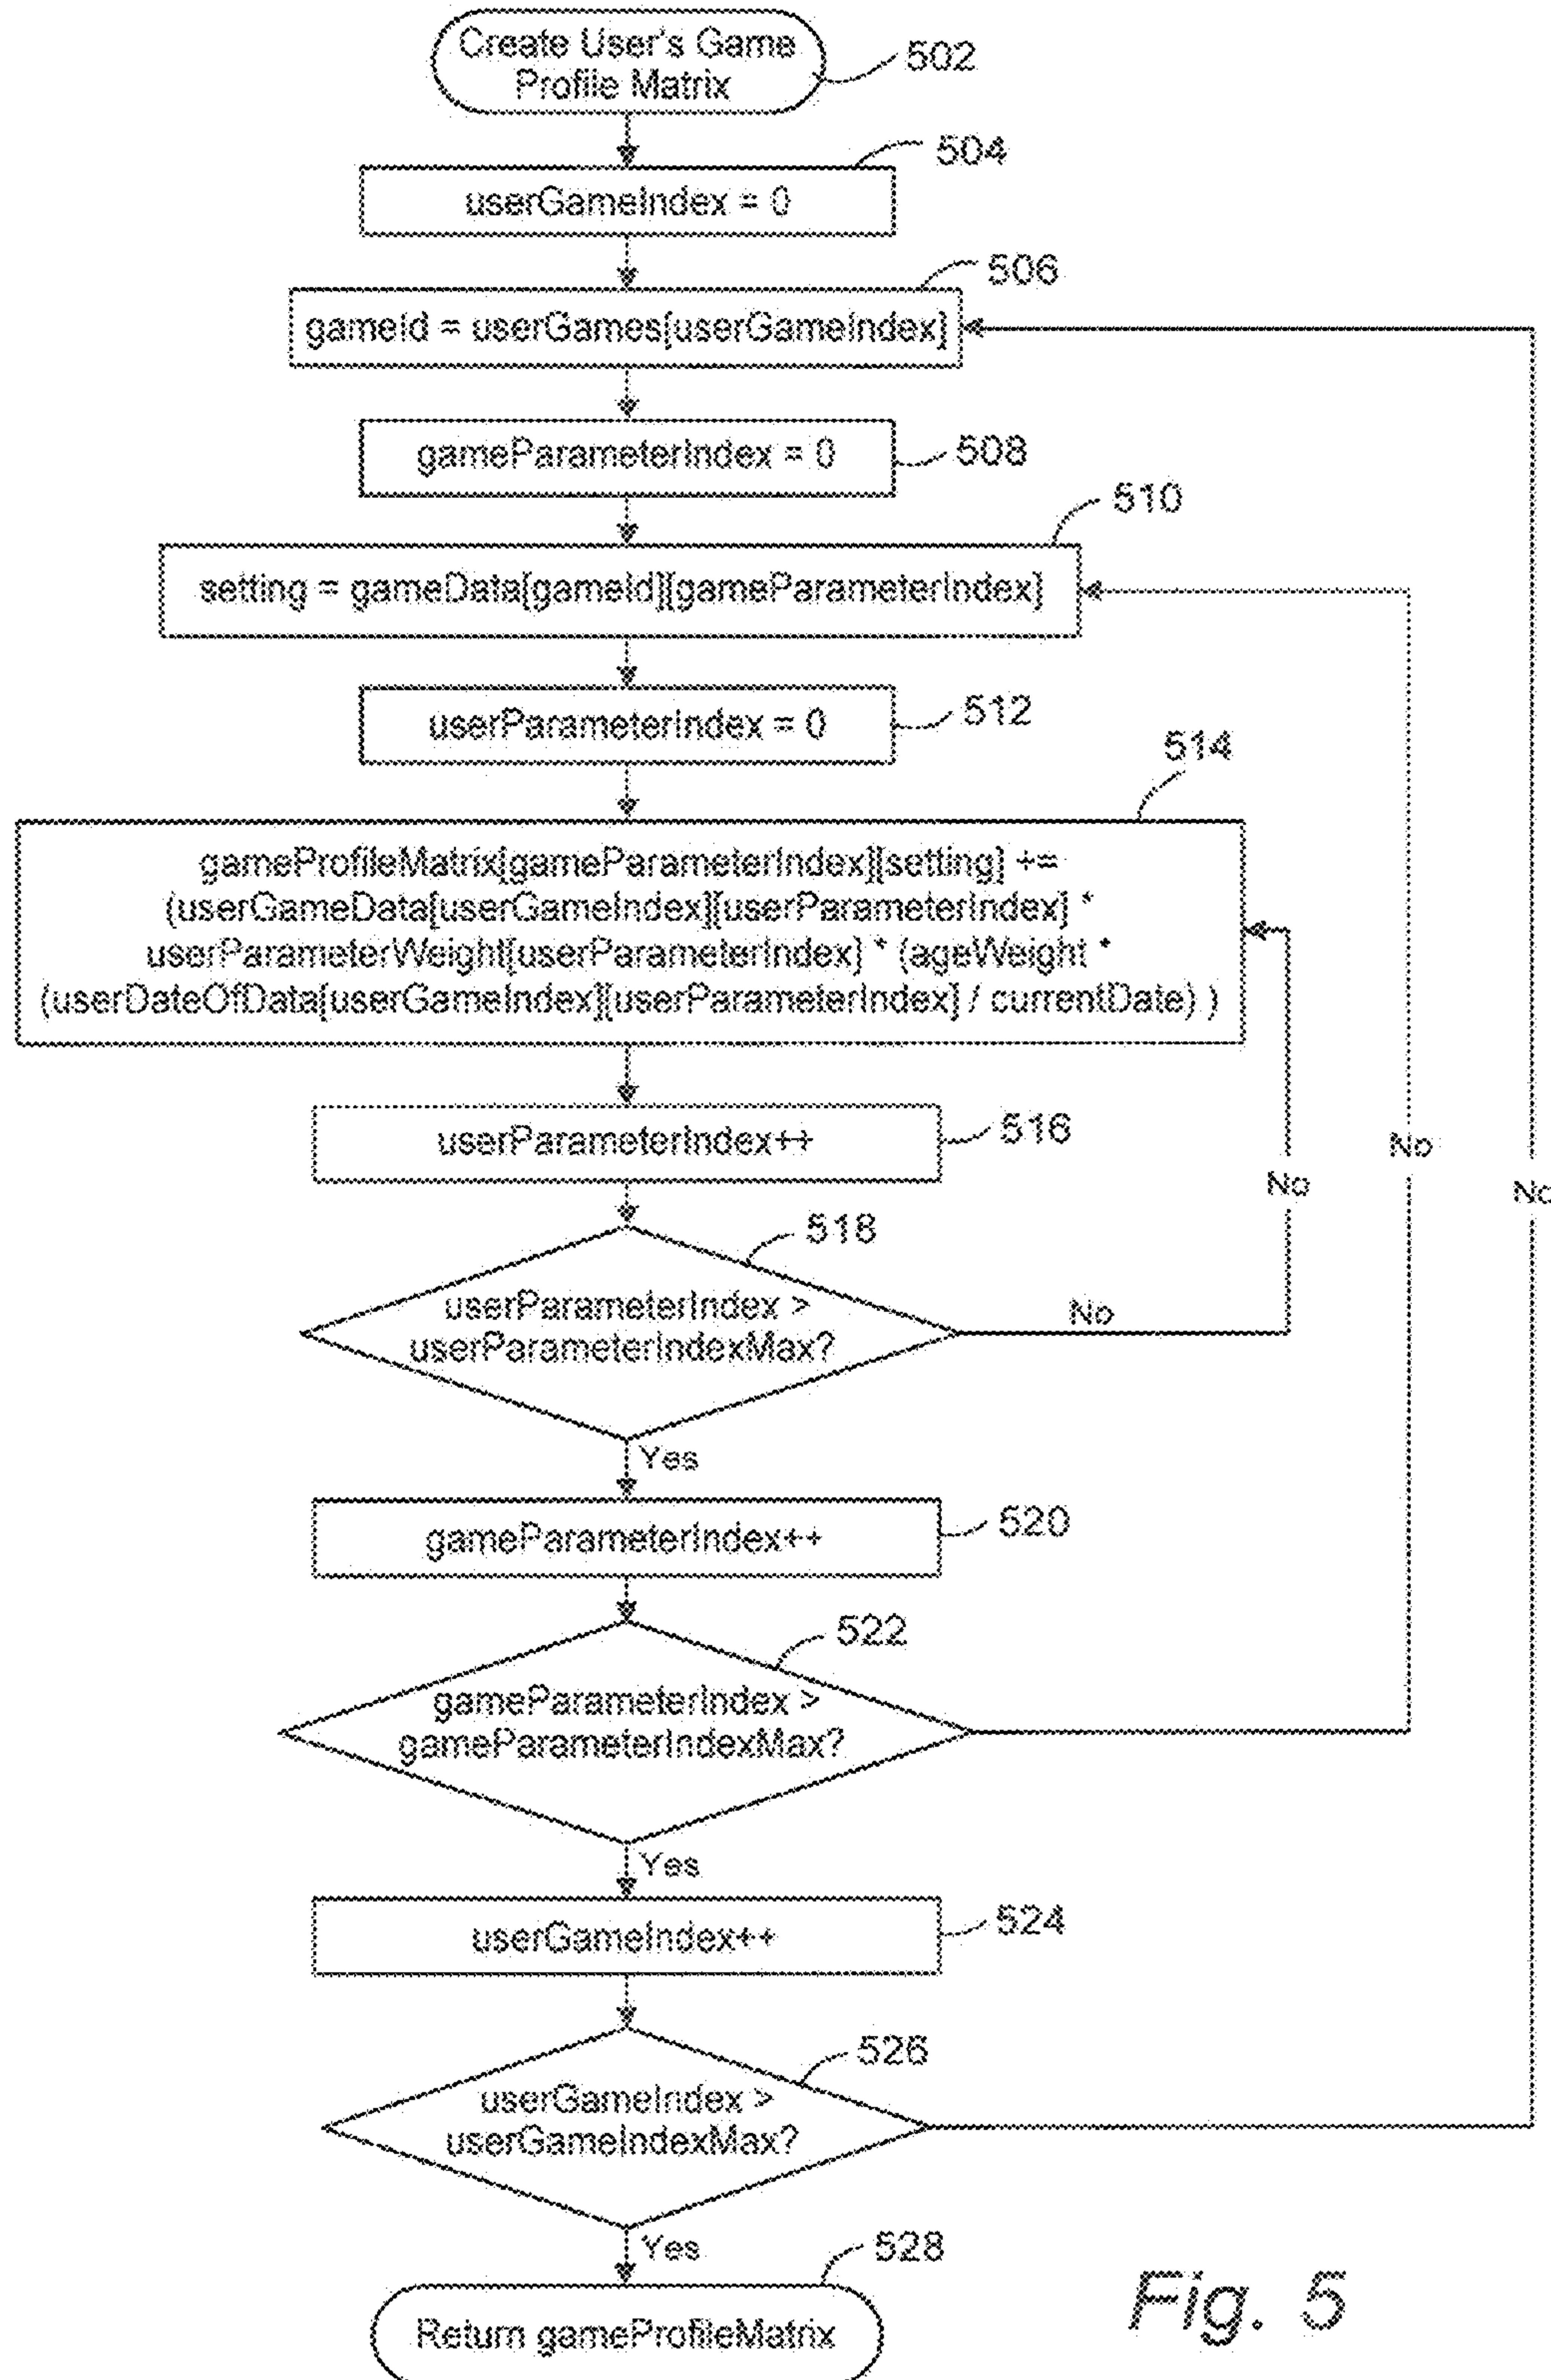 Create User's Game
Profile Matrix
502
504
userGameIndex = 0
506
gameId = userGames[userGameIndex]
gameParameterIndex = 0
508
510
setting = gameData[gameId][gameParameterIndex]
userParameterIndex = 0
512
514
gameProfileMatrix[gameParameterIndex][setting] +=
(userGameData[userGameIndex][userParameterIndex] *
userParameterWeight[userParameterIndex] * (ageWeight *
(userDateOfData[userGameIndex][userParameterIndex] / currentDate) )
userParameterIndex++
516
No
No
No
518
userParameterIndex >
userParameterIndexMax?
No
Yes
gameParameterIndex++
520
522
gameParameterIndex >
gameParameterIndexMax?
Yes
userGameIndex++
524
526
userGameIndex >
userGameIndexMax?
Yes
528
Return gameProfileMatrix
Fig. 5